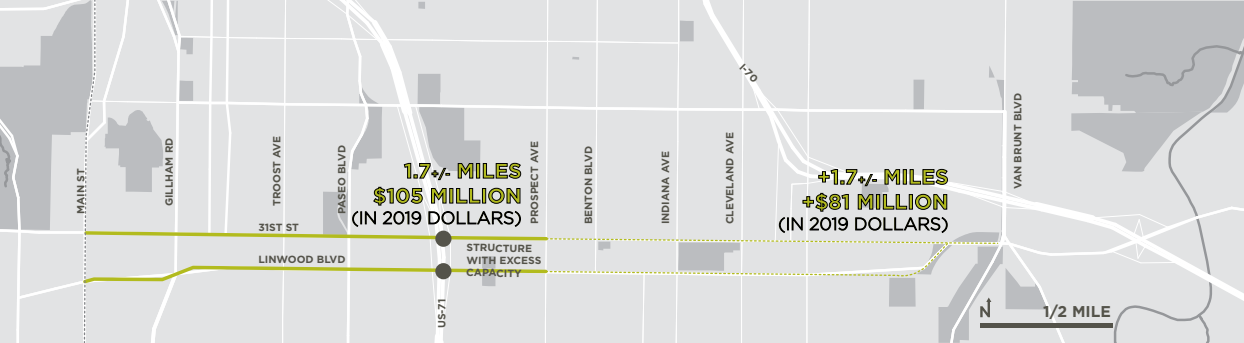 I-70
MAIN ST
GILLHAM RD
TROOST AVE
PASEO BLVD
PROSPECT AVE
BENTON BLVD
INDIANA AVE
CLEVELAND AVE
VAN BRUNT BLVD
1.7+/- MILES
$105 MILLION
(IN 2019 DOLLARS)
+1.7+/- MILES
+$81 MILLION
(IN 2019 DOLLARS)
31ST ST
STRUCTURE
WITH EXCESS
CAPACITY
LINWOOD BLVD
US-71
N
1/2 MILE